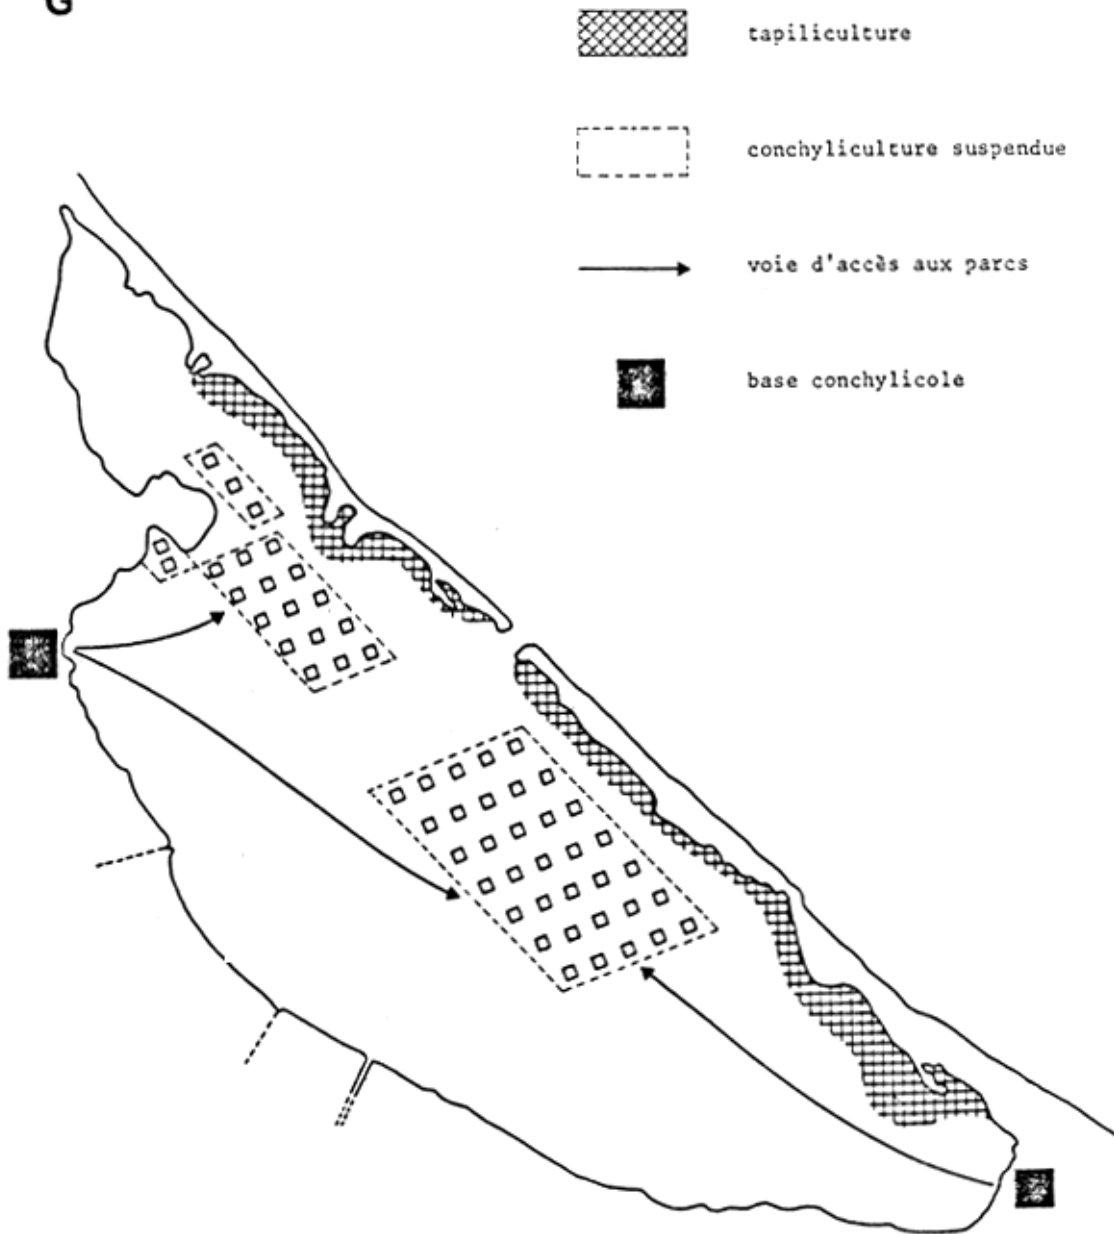 G
tapiliculture
conchyliculture suspendue
voie d'accès aux parcs
base conchylicole